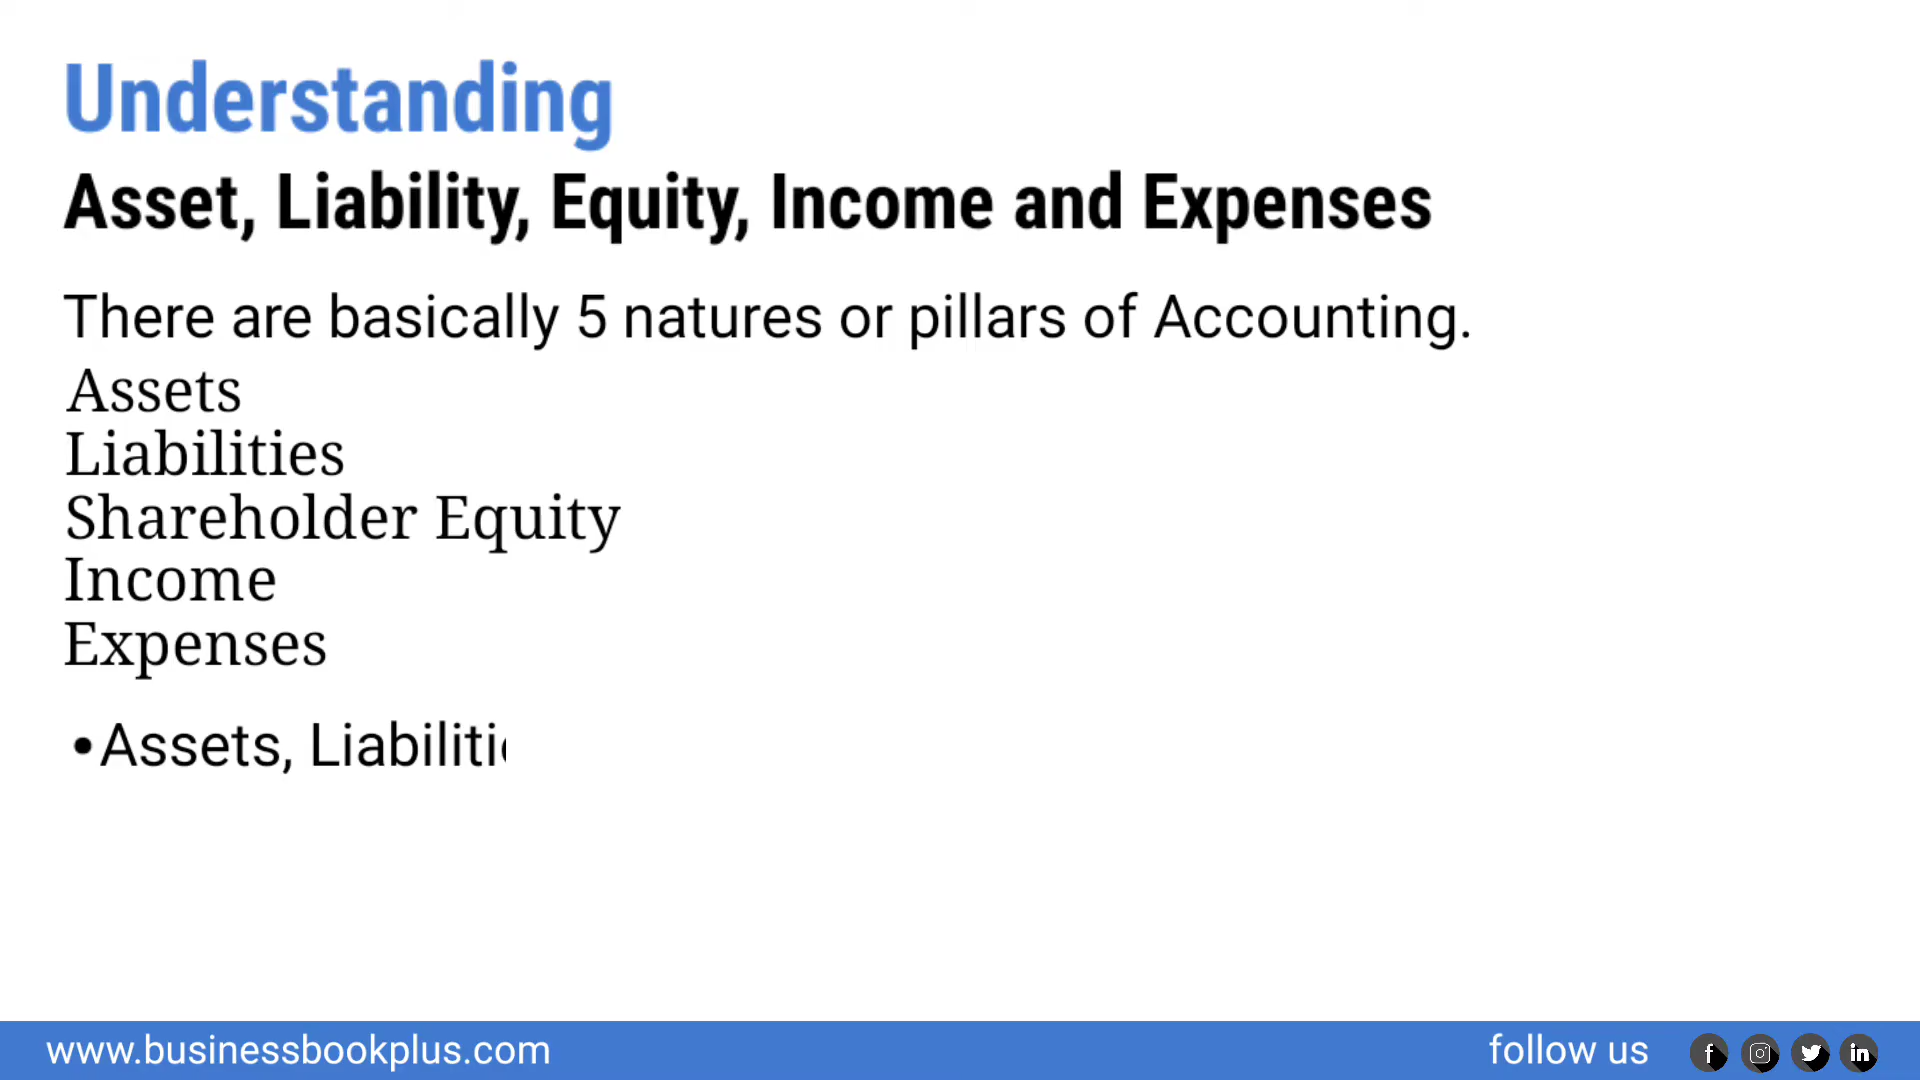 Understanding
Asset, Liability, Equity, Income and Expenses
There are basically 5 natures or pillars of Accounting.
Assets
Liabilities
Shareholder Equity
Income
Expenses
•Assets,
www.businessbookplus.com follow us